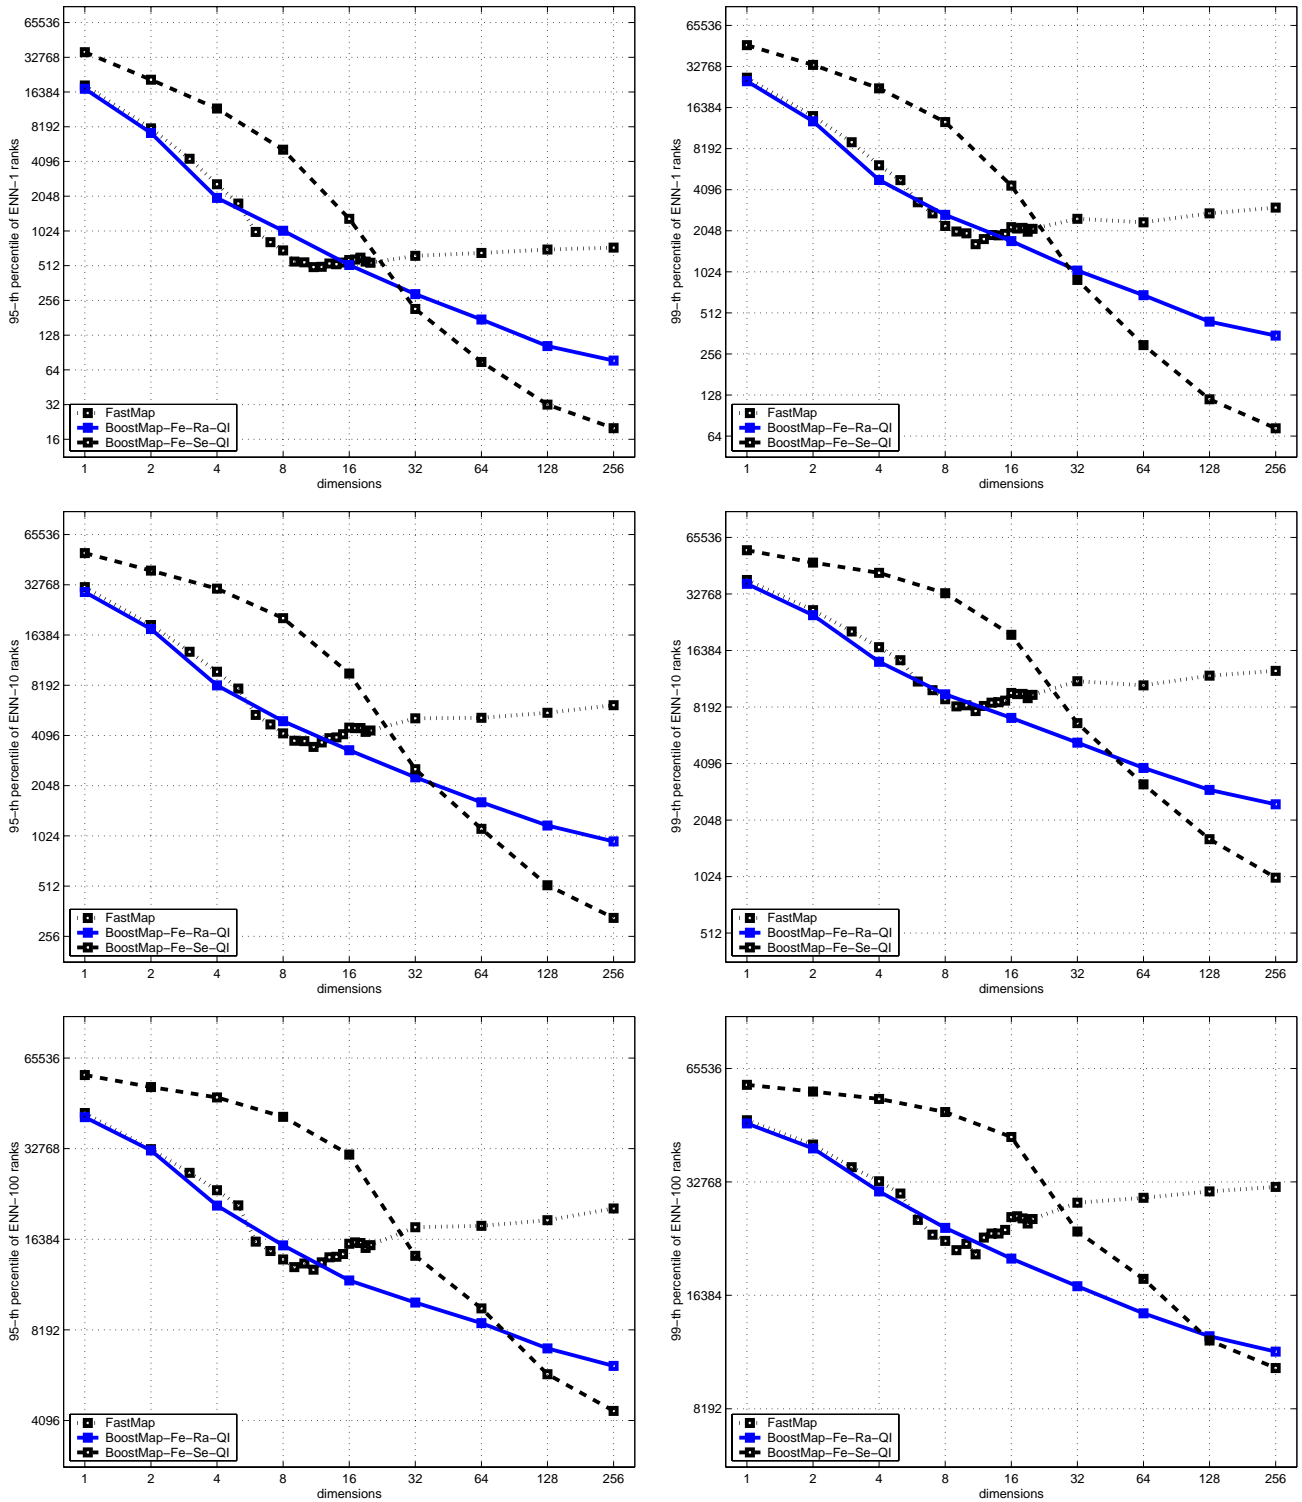 95-th percentile of ENN-1 ranks
65536
32768
16384
8192
4096
2048
1024
512
256
128
64
32
16
FastMap
BoostMap-Fe-Ra-QI
BoostMap-Fe-Se-QI
1 2 4 8 16 32 64 128 256
dimensions
99-th percentile of ENN-1 ranks
65536
32768
16384
8192
4096
2048
1024
512
256
128
64
FastMap
BoostMap-Fe-Ra-QI
BoostMap-Fe-Se-QI
1 2 4 8 16 32 64 128 256
dimensions
95-th percentile of ENN-10 ranks
65536
32768
16384
8192
4096
2048
1024
512
256
FastMap
BoostMap-Fe-Ra-QI
BoostMap-Fe-Se-QI
1 2 4 8 16 32 64 128 256
dimensions
99-th percentile of ENN-10 ranks
65536
32768
16384
8192
4096
2048
1024
512
FastMap
BoostMap-Fe-Ra-QI
BoostMap-Fe-Se-QI
1 2 4 8 16 32 64 128 256
dimensions
95-th percentile of ENN-100 ranks
65536
32768
16384
8192
4096
FastMap
BoostMap-Fe-Ra-QI
BoostMap-Fe-Se-QI
1 2 4 8 16 32 64 128 256
dimensions
99-th percentile of ENN-100 ranks
65536
32768
16384
8192
FastMap
BoostMap-Fe-Ra-QI
BoostMap-Fe-Se-QI
1 2 4 8 16 32 64 128 256
dimensions